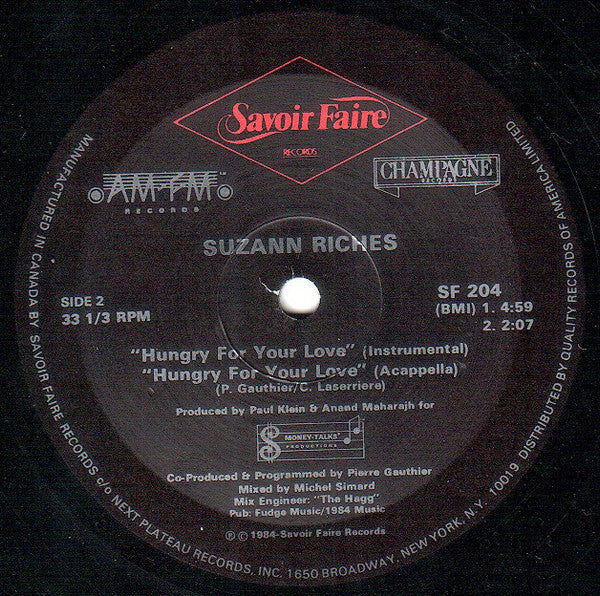 Savoir Faire
RECORDS
AM•FM™
RECORDS
CHAMPAGNE
RECORDS
SUZANN RICHES
SIDE 2
33 1/3 RPM
SF 204
(BMI) 1. 4:59
2. 2:07
"Hungry For Your Love" (Instrumental)
"Hungry For Your Love" (Acappella)
(P. Gauthier/C. Laserriere)
Produced by Paul Klein & Anand Maharajh for
MONEY-TALKS
PRODUCTIONS
Co-Produced & Programmed by Pierre Gauthier
Mixed by Michel Simard
Mix Engineer: "The Hagg"
Pub: Fudge Music/1984 Music
℗ © 1984-Savoir Faire Records
MANUFACTURED IN CANADA BY SAVOIR FAIRE RECORDS c/o NEXT PLATEAU RECORDS, INC. 1650 BROADWAY, NEW YORK, N.Y. 10019 DISTRIBUTED BY QUALITY RECORDS OF AMERICA LIMITED